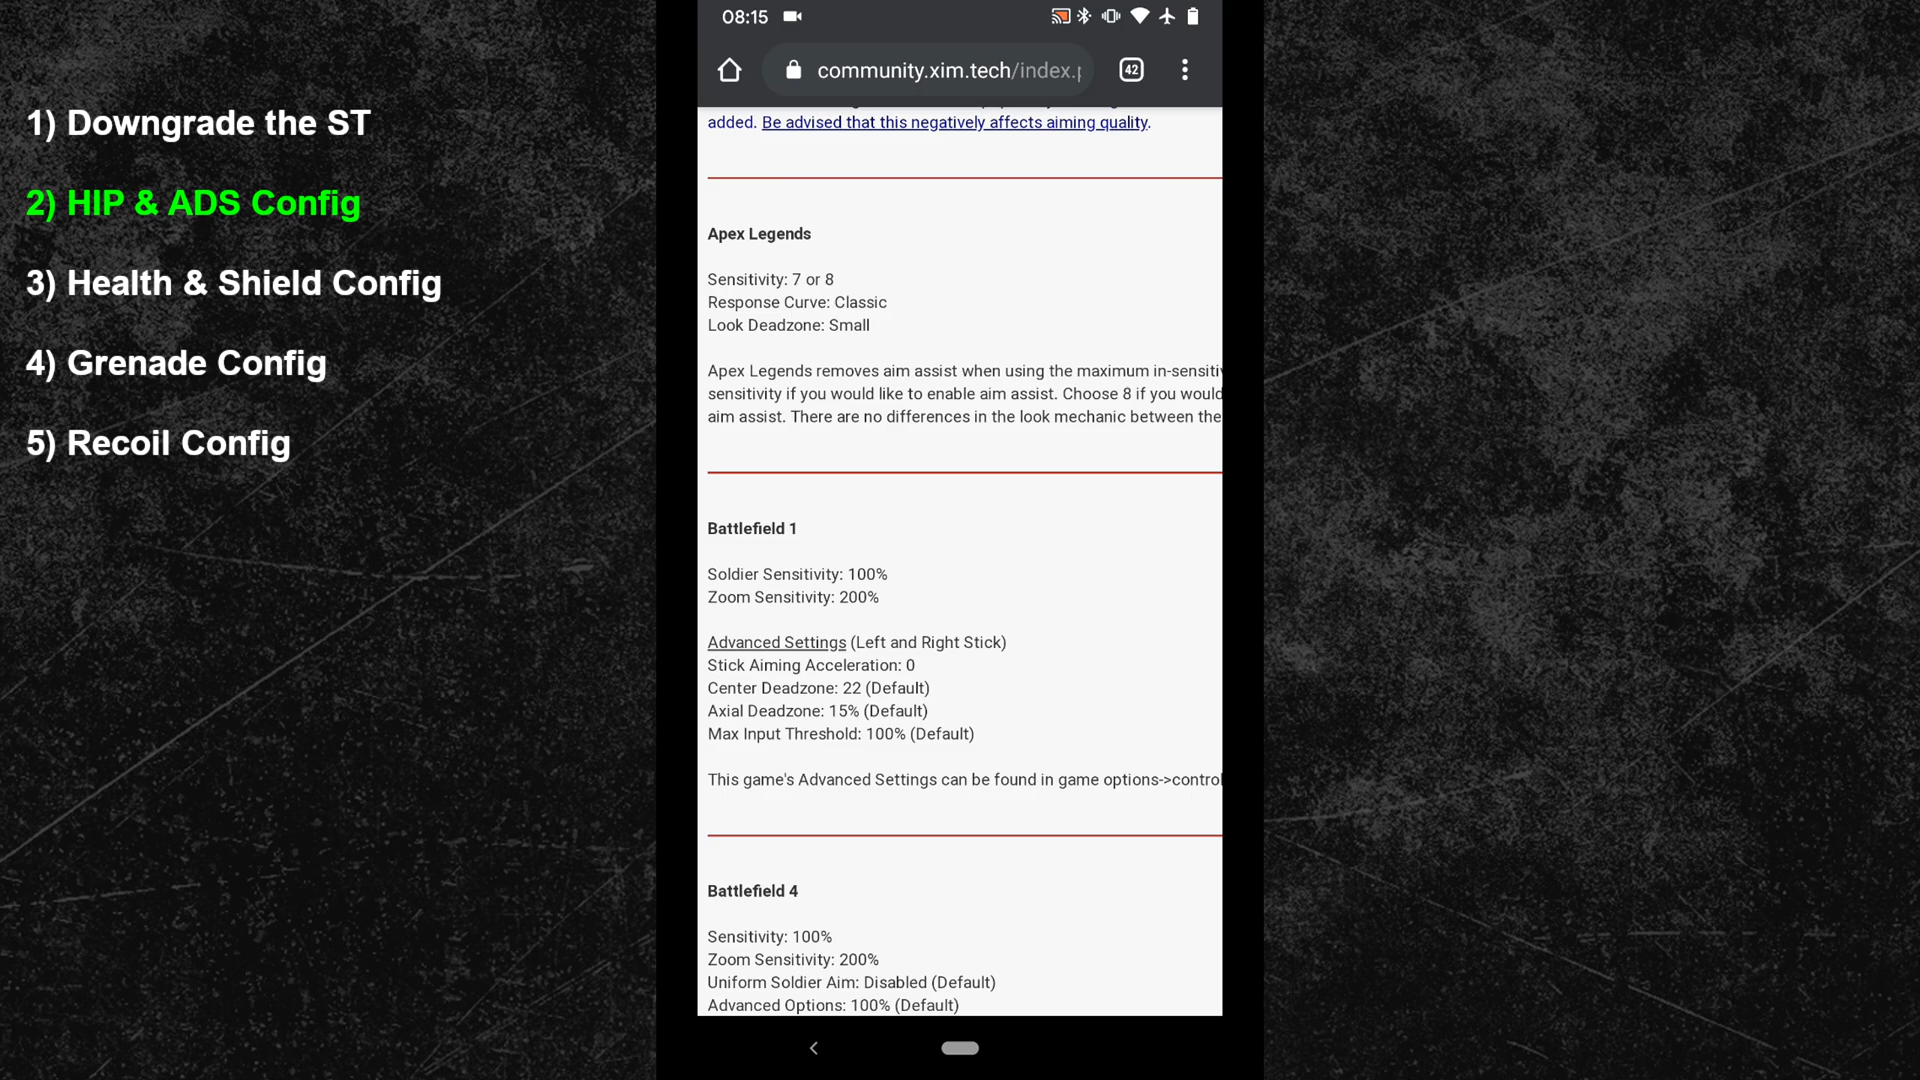 1) Downgrade the ST
2) HIP & ADS Config
3) Health & Shield Config
4) Grenade Config
5) Recoil Config
08:15
community.xim.tech/index.p
42
added. Be advised that this negatively affects aiming quality.
Apex Legends
Sensitivity: 7 or 8
Response Curve: Classic
Look Deadzone: Small
Apex Legends removes aim assist when using the maximum in-sensiti
sensitivity if you would like to enable aim assist. Choose 8 if you would
aim assist. There are no differences in the look mechanic between the
Battlefield 1
Soldier Sensitivity: 100%
Zoom Sensitivity: 200%
Advanced Settings (Left and Right Stick)
Stick Aiming Acceleration: 0
Center Deadzone: 22 (Default)
Axial Deadzone: 15% (Default)
Max Input Threshold: 100% (Default)
This game's Advanced Settings can be found in game options->control
Battlefield 4
Sensitivity: 100%
Zoom Sensitivity: 200%
Uniform Soldier Aim: Disabled (Default)
Advanced Options: 100% (Default)